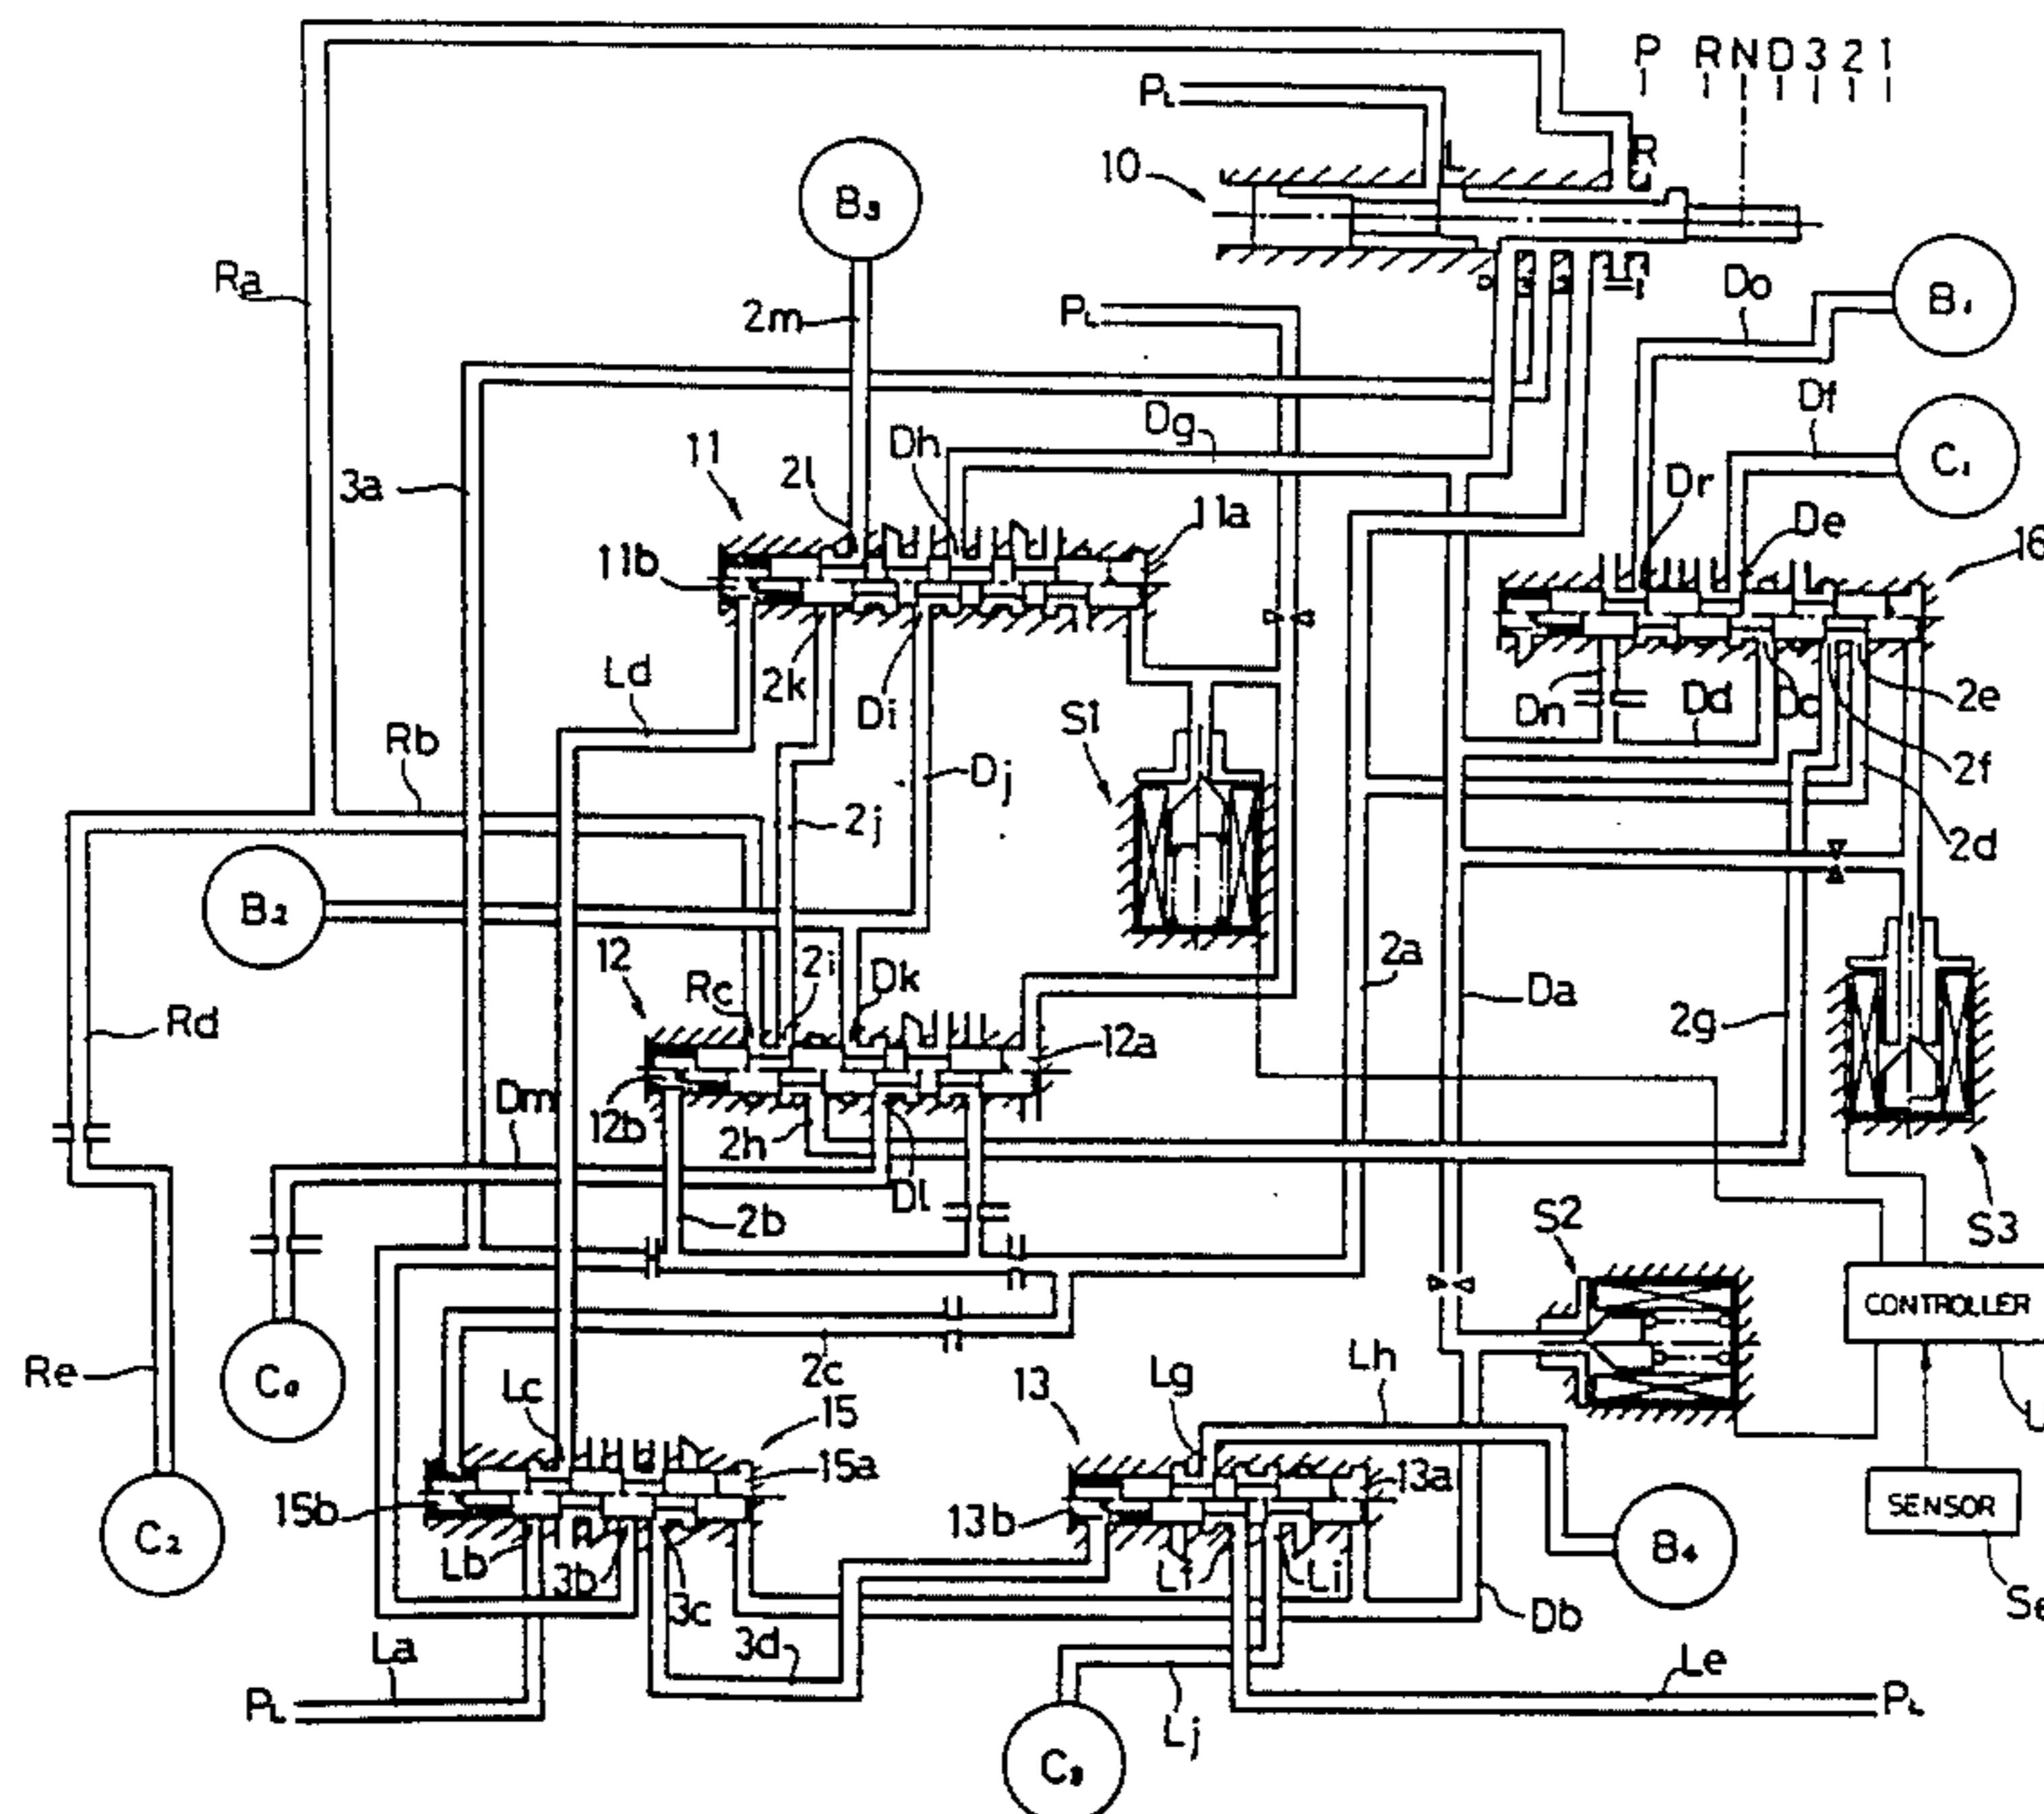 P R N D 3 2 1
PL
L
R
10
B3
Ra
2m
PL
Do
B1
Df
C1
Dg
Dh
11
2l
3a
11a
Dr
De
16
11b
Ld
2k
Di
S1
Dn
Dd
Dc
2e
Rb
Dj
2f
2j
2d
B2
12
2i
Rc
Dk
2a
Da
Rd
12a
2g
Dm
12b
2h
Dl
2b
S2
S3
CONTROLLER
Re
C0
2c
Lh
Lg
13
Lc
15
15a
13a
SENSOR
15b
13b
C2
B4
Lb
3b
Lf
Li
3c
Db
Se
La
3d
Le
PL
PL
Lj
C3